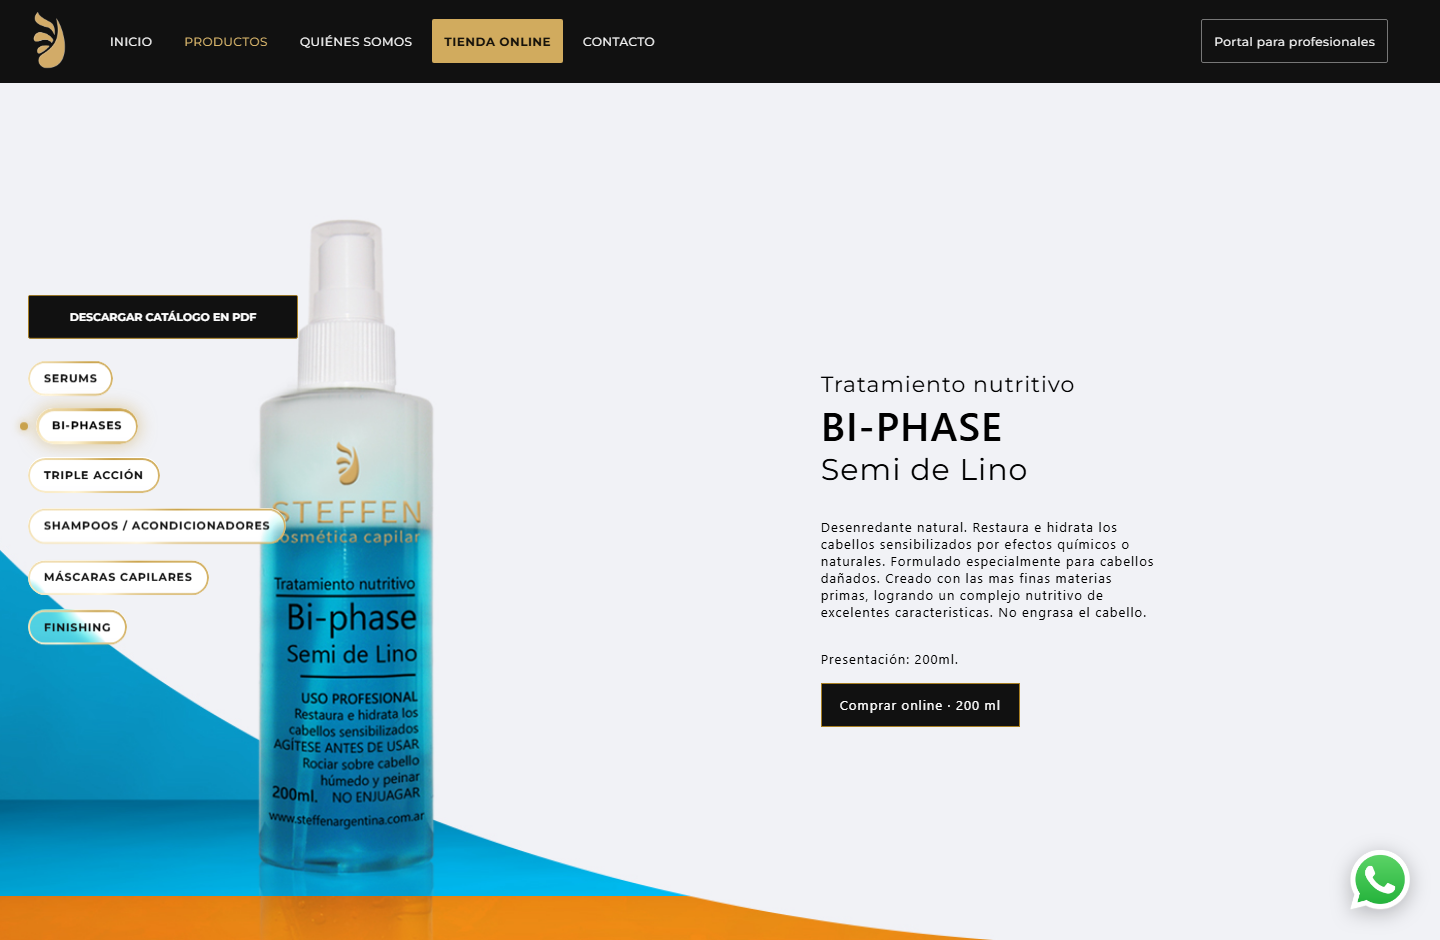 INICIO
PRODUCTOS
QUIÉNES SOMOS
TIENDA ONLINE
CONTACTO
Portal para profesionales
DESCARGAR CATÁLOGO EN PDF
SERUMS
BI-PHASES
TRIPLE ACCIÓN
SHAMPOOS / ACONDICIONADORES
MÁSCARAS CAPILARES
FINISHING
STEFFEN
cosmética capilar
Tratamiento nutritivo
Bi-phase
Semi de Lino
USO PROFESIONAL
Restaura e hidrata los
cabellos sensibilizados
AGÍTESE ANTES DE USAR
Rociar sobre cabello
húmedo y peinar
200ml. NO ENJUAGAR
www.steffenargentina.com.ar
Tratamiento nutritivo
BI-PHASE
Semi de Lino
Desenredante natural. Restaura e hidrata los
cabellos sensibilizados por efectos químicos o
naturales. Formulado especialmente para cabellos
dañados. Creado con las mas finas materias
primas, logrando un complejo nutritivo de
excelentes caracteristicas. No engrasa el cabello.
Presentación: 200ml.
Comprar online · 200 ml